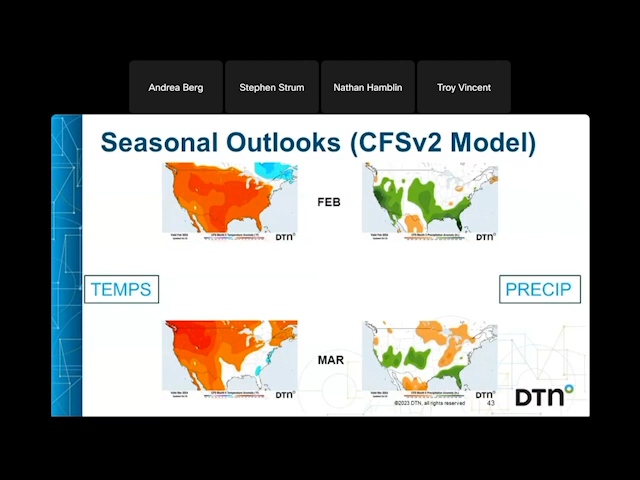 Andrea Berg
Stephen Strum
Nathan Hamblin
Troy Vincent
Seasonal Outlooks (CFSv2 Model)
FEB
DTN
DTN
TEMPS
PRECIP
MAR
DTN
DTN
©2023 DTN, all rights reserved
43
DTN